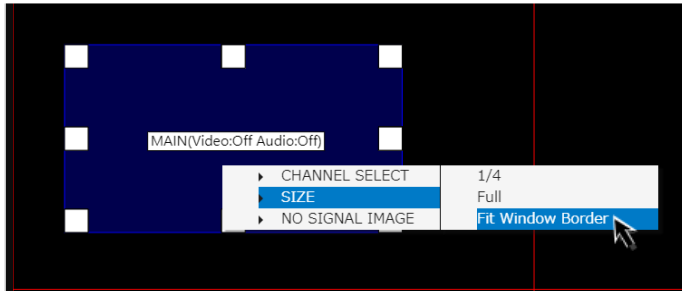 MAIN(Video:Off Audio:Off)
CHANNEL SELECT
SIZE
NO SIGNAL IMAGE
1/4
Full
Fit Window Border